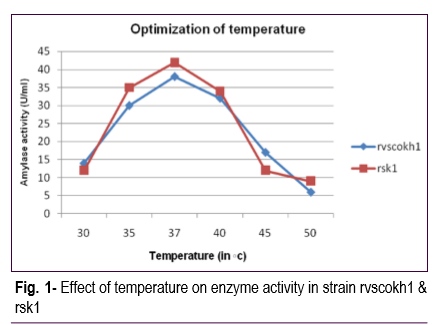 Optimization of temperature
45
40
35
30
25
20
15
10
5
0
Amylase activity (U/ml)
30 35 37 40 45 50
Temperature (in ◦c)
rvscokh1
rsk1
Fig. 1- Effect of temperature on enzyme activity in strain rvscokh1 &
rsk1